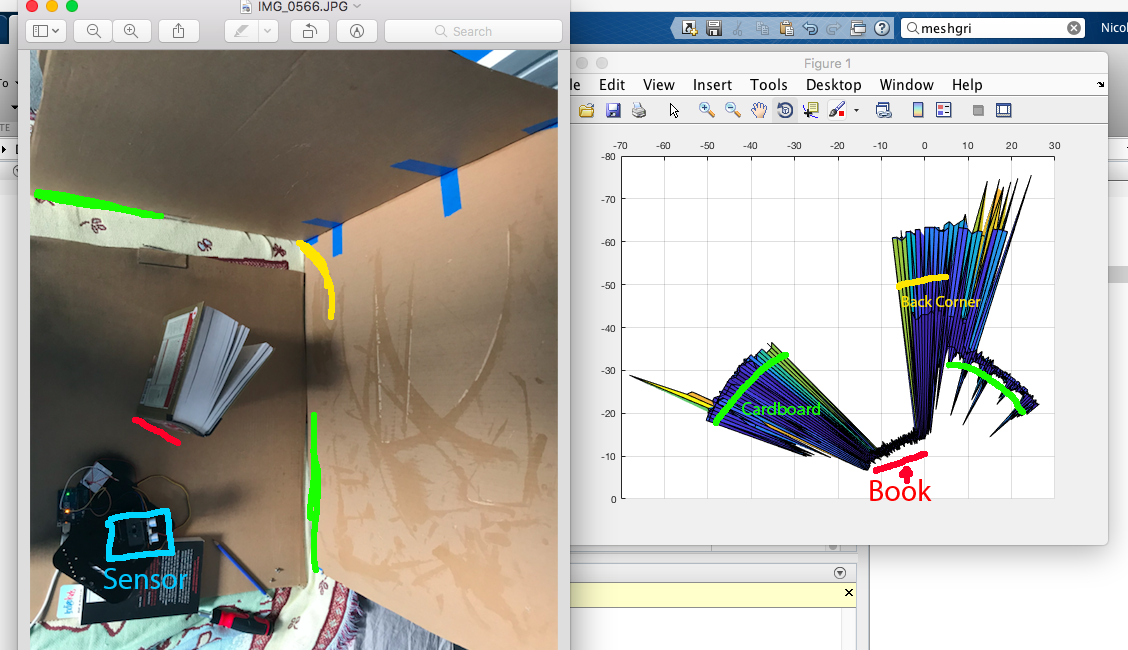 IMG_0566.JPG
Search
meshgri
Nicol
Figure 1
le Edit View Insert Tools Desktop Window Help
To
TE
-70 -60 -50 -40 -30 -20 -10 0 10 20 30
-80
-70
-60
-50
-40
-30
-20
-10
0
Back Corner
Cardboard
Book
Sensor